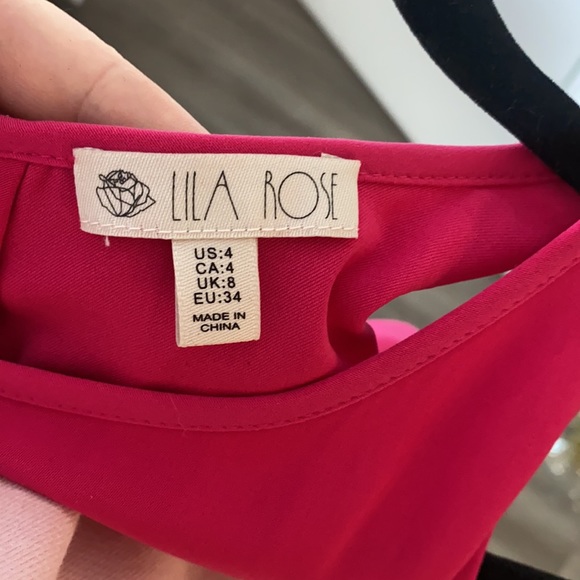 LILA ROSE
US:4
CA:4
UK:8
EU:34
MADE IN
CHINA